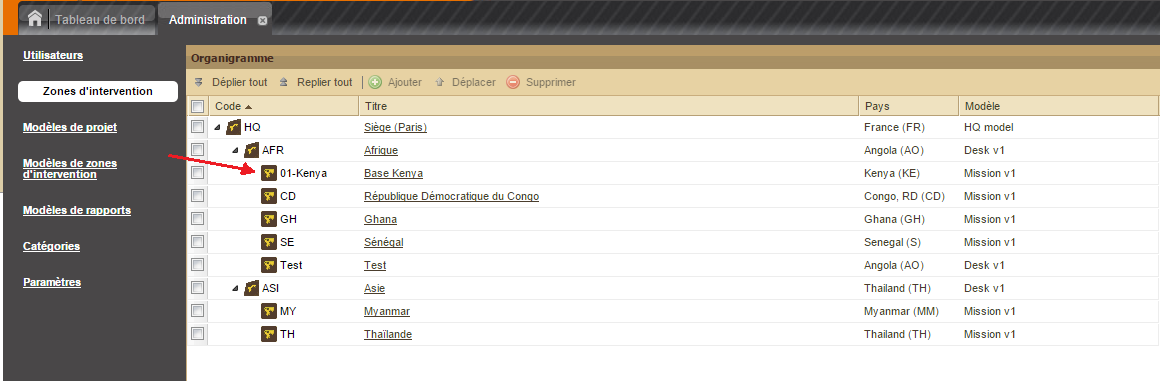 Tableau de bord Administration
Utilisateurs
Zones d'intervention
Modèles de projet
Modèles de zones
d'intervention
Modèles de rapports
Catégories
Paramètres
Organigramme
Déplier tout Replier tout Ajouter Déplacer Supprimer
Code Titre Pays Modèle
HQ Siège (Paris) France (FR) HQ model
AFR Afrique Angola (AO) Desk v1
01-Kenya Base Kenya Kenya (KE) Mission v1
CD République Démocratique du Congo Congo, RD (CD) Mission v1
GH Ghana Ghana (GH) Mission v1
SE Sénégal Senegal (S) Mission v1
Test Test Angola (AO) Desk v1
ASI Asie Thailand (TH) Desk v1
MY Myanmar Myanmar (MM) Mission v1
TH Thaïlande Thailand (TH) Mission v1